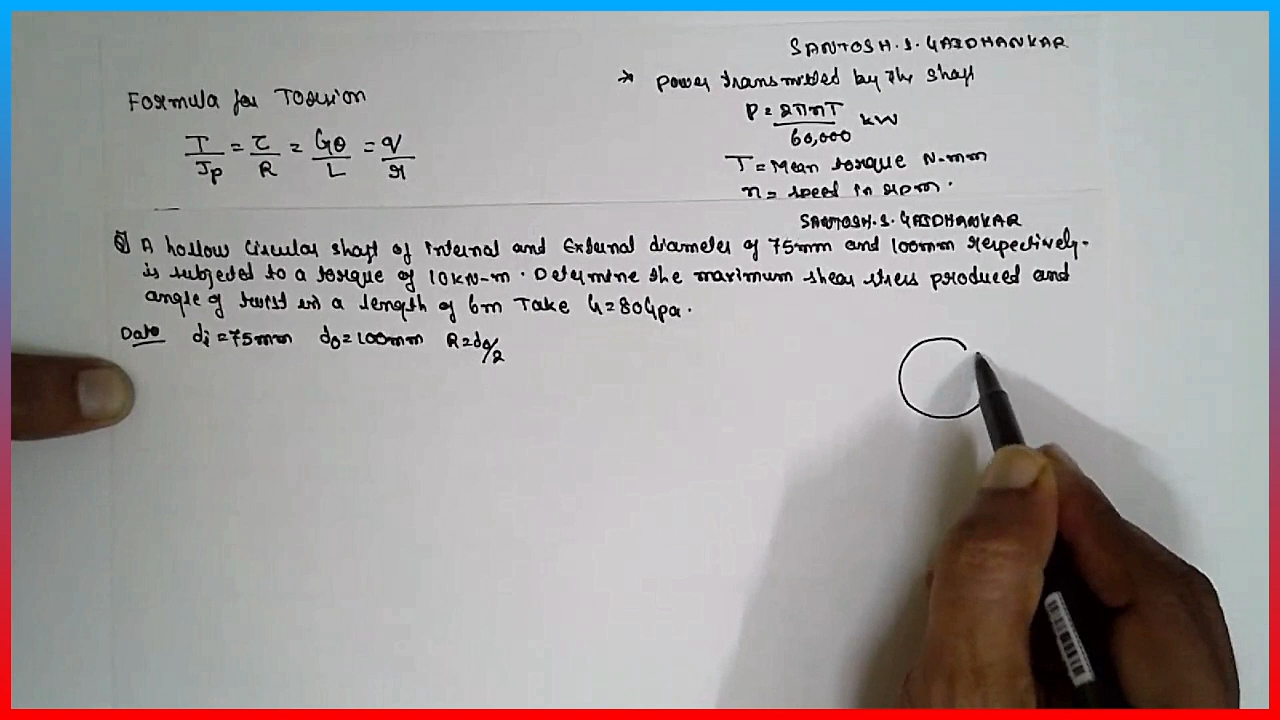 SANTOSH.S.GAIDHANKAR
Formula for Torsion
T/Jp = τ/R = Gθ/L = q/r
→ Power transmitted by the shaft
P = 2πnT/60,000 kW
T = Mean torque N-mm
n = speed in rpm.
SANTOSH.S.GAIDHANKAR
Q A hollow circular shaft of internal and External diameter of 75mm and 100mm respectively.
is subjected to a torque of 10kN-m. Determine the maximum shear stress produced and
angle of twist in a length of 6m Take G=80Gpa.
Data di=75mm do=100mm R=do/2